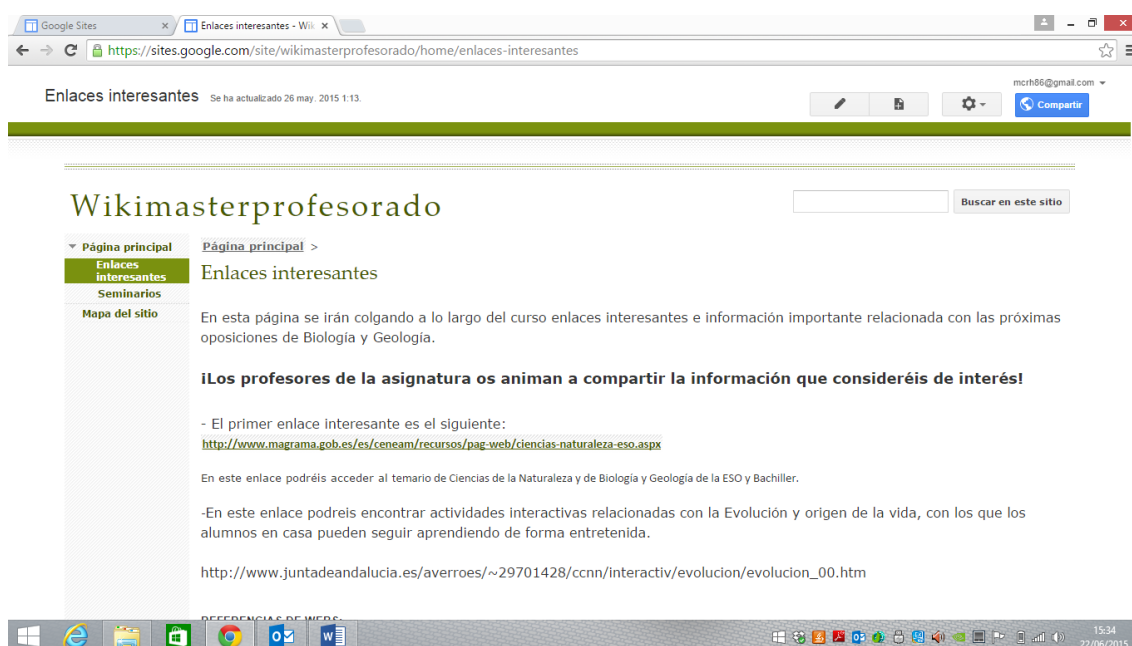 Google Sites
Enlaces interesantes - Wik
https://sites.google.com/site/wikimasterprofesorado/home/enlaces-interesantes
mcrh86@gmail.com
Enlaces interesantes Se ha actualizado 26 may. 2015 1:13.
Compartir
Wikimasterprofesorado
Buscar en este sitio
Página principal
Enlaces
interesantes
Seminarios
Mapa del sitio
Página principal >
Enlaces interesantes
En esta página se irán colgando a lo largo del curso enlaces interesantes e información importante relacionada con las próximas
oposiciones de Biología y Geología.
¡Los profesores de la asignatura os animan a compartir la información que consideréis de interés!
- El primer enlace interesante es el siguiente:
http://www.magrama.gob.es/es/ceneam/recursos/pag-web/ciencias-naturaleza-eso.aspx
En este enlace podréis acceder al temario de Ciencias de la Naturaleza y de Biología y Geología de la ESO y Bachiller.
-En este enlace podreis encontrar actividades interactivas relacionadas con la Evolución y origen de la vida, con los que los
alumnos en casa pueden seguir aprendiendo de forma entretenida.
http://www.juntadeandalucia.es/averroes/~29701428/ccnn/interactiv/evolucion/evolucion_00.htm
REFERENCIAS DE WEBS:
15:34
22/06/2015